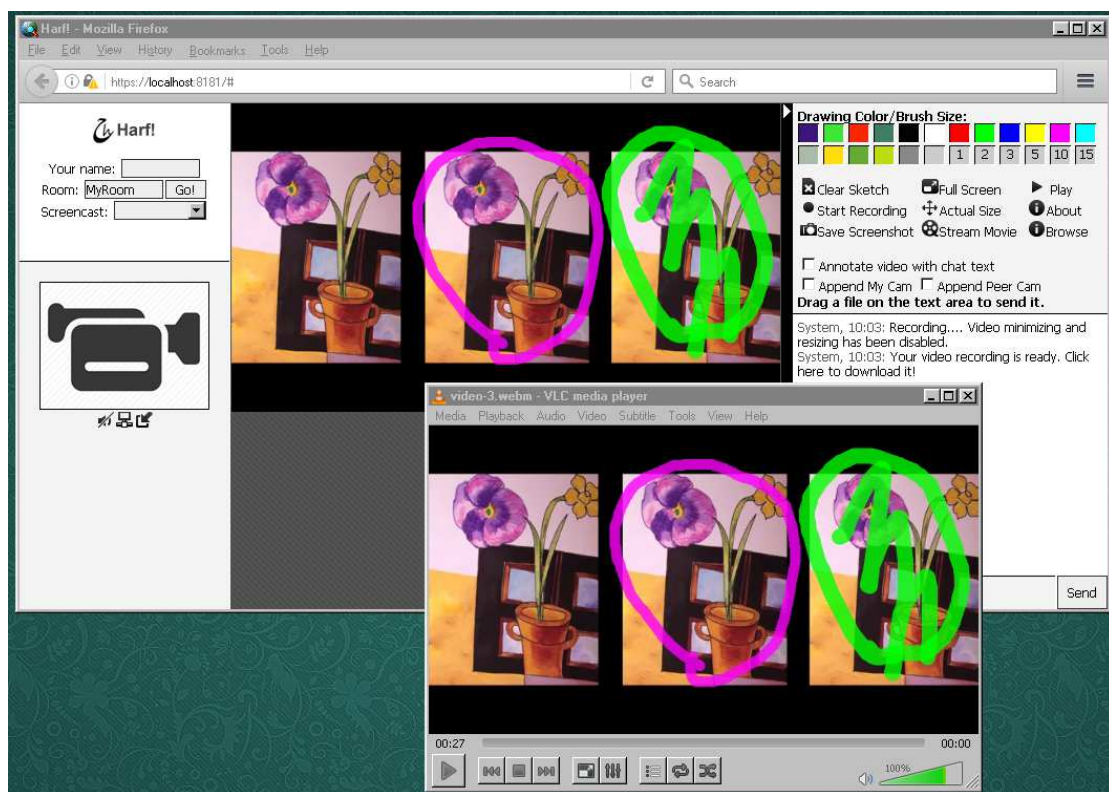 Harf! - Mozilla Firefox
File Edit View History Bookmarks Tools Help
https://localhost:8181/#
Search
Harf!
Your name:
Room: MyRoom Go!
Screencast:
Drawing Color/Brush Size:
1 2 3 5 10 15
Clear Sketch Full Screen Play
Start Recording Actual Size About
Save Screenshot Stream Movie Browse
Annotate video with chat text
Append My Cam Append Peer Cam
Drag a file on the text area to send it.
System, 10:03: Recording.... Video minimizing and
resizing has been disabled.
System, 10:03: Your video recording is ready. Click
here to download it!
Send
video-3.webm - VLC media player
Media Playback Audio Video Subtitle Tools View Help
00:27 00:00
100%